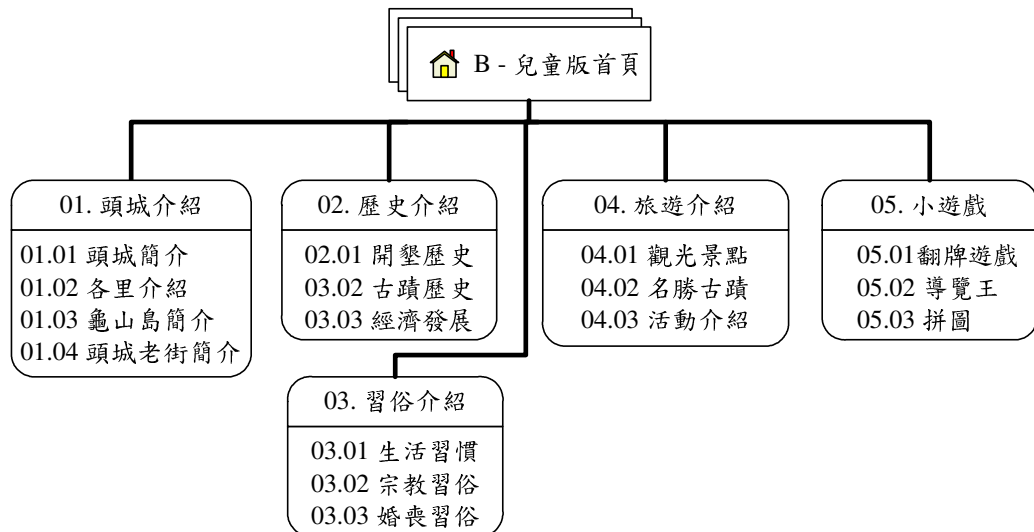 B - 兒童版首頁
01. 頭城介紹
01.01 頭城簡介
01.02 各里介紹
01.03 龜山島簡介
01.04 頭城老街簡介
02. 歷史介紹
02.01 開墾歷史
03.02 古蹟歷史
03.03 經濟發展
03. 習俗介紹
03.01 生活習慣
03.02 宗教習俗
03.03 婚喪習俗
04. 旅遊介紹
04.01 觀光景點
04.02 名勝古蹟
04.03 活動介紹
05. 小遊戲
05.01翻牌遊戲
05.02 導覽王
05.03 拼圖